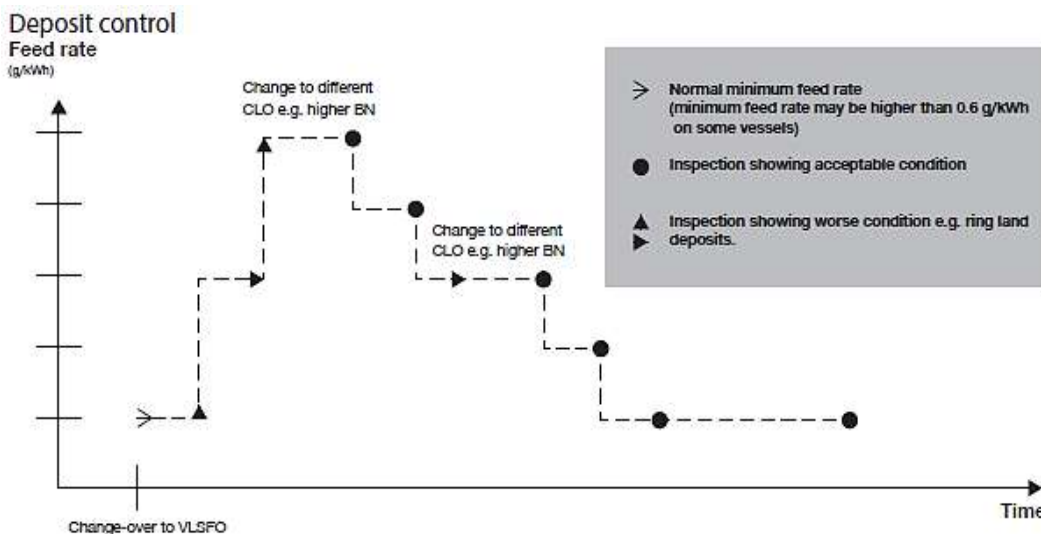 Deposit control
Feed rate
(g/kWh)
Change to different
CLO e.g. higher BN
Change to different
CLO e.g. higher BN
Normal minimum feed rate
(minimum feed rate may be higher than 0.6 g/kWh
on some vessels)
Inspection showing acceptable condition
Inspection showing worse condition e.g. ring land
deposits.
Time
Change-over to VLSFO